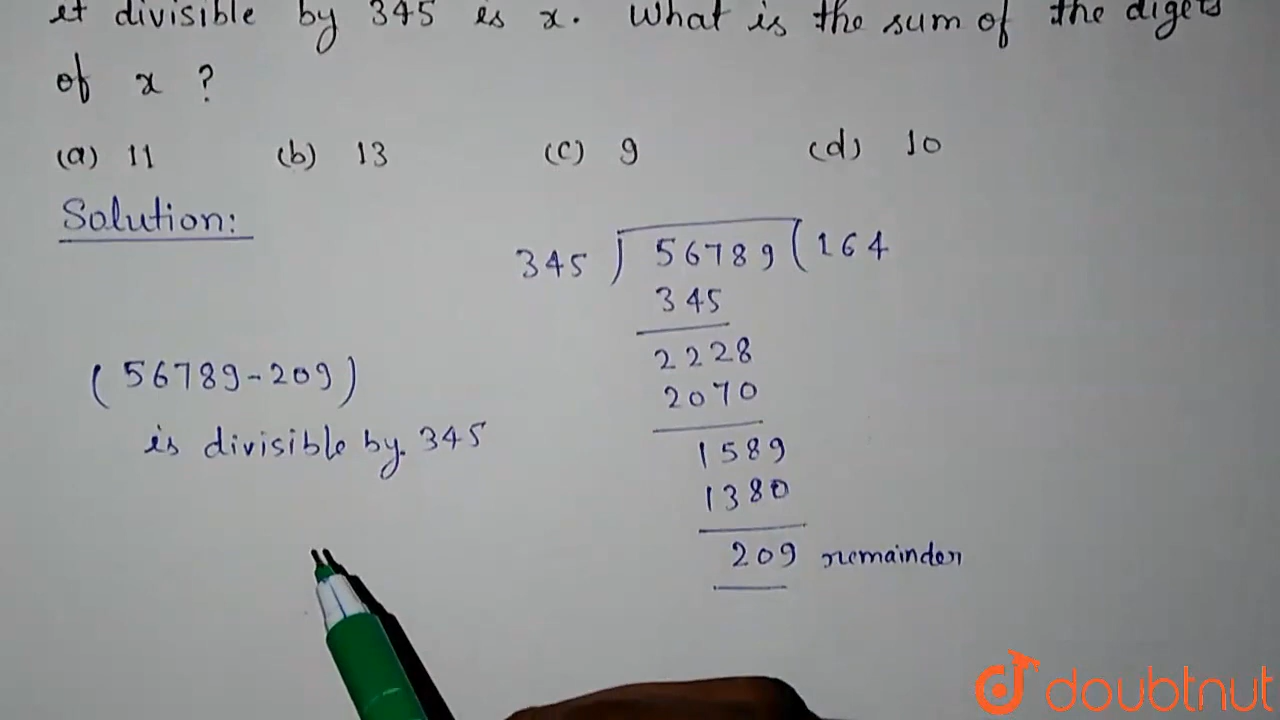 it divisible by 345 is x. What is the sum of the digits
of x ?
(a) 11 (b) 13 (c) 9 (d) 10
Solution:
345 ) 56789 ( 164
345
2228
2070
1589
1380
209 remainder
(56789-209)
is divisible by. 345
doubtnut